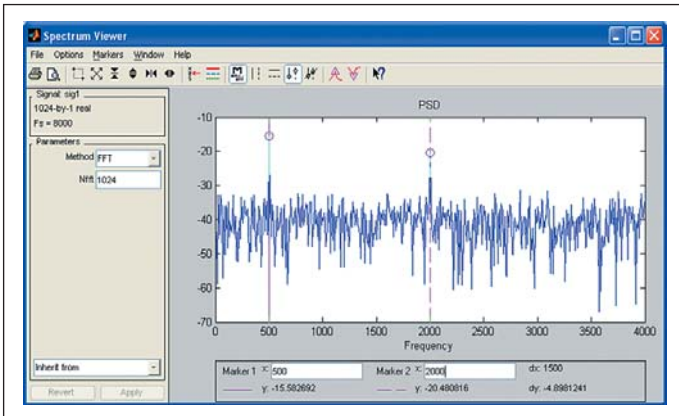 Spectrum Viewer
File Options Markers Window Help
Signal: sig1
1024-by-1 real
Fs = 8000
Parameters
Method FFT
Nfft 1024
Inherit from
Revert Apply
PSD
-10
-20
-30
-40
-50
-60
-70
0 500 1000 1500 2000 2500 3000 3500 4000
Frequency
Marker 1 x: 500 Marker 2 x: 2000 dx: 1500
y: -15.582692 y: -20.480816 dy: -4.8981241